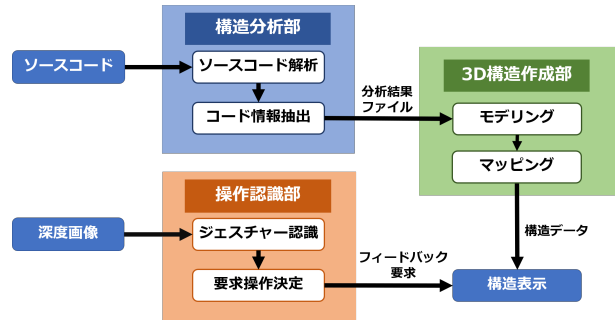 構造分析部
ソースコード
ソースコード解析
コード情報抽出
分析結果
ファイル
3D構造作成部
モデリング
マッピング
操作認識部
深度画像
ジェスチャー認識
要求操作決定
フィードバック
要求
構造データ
構造表示